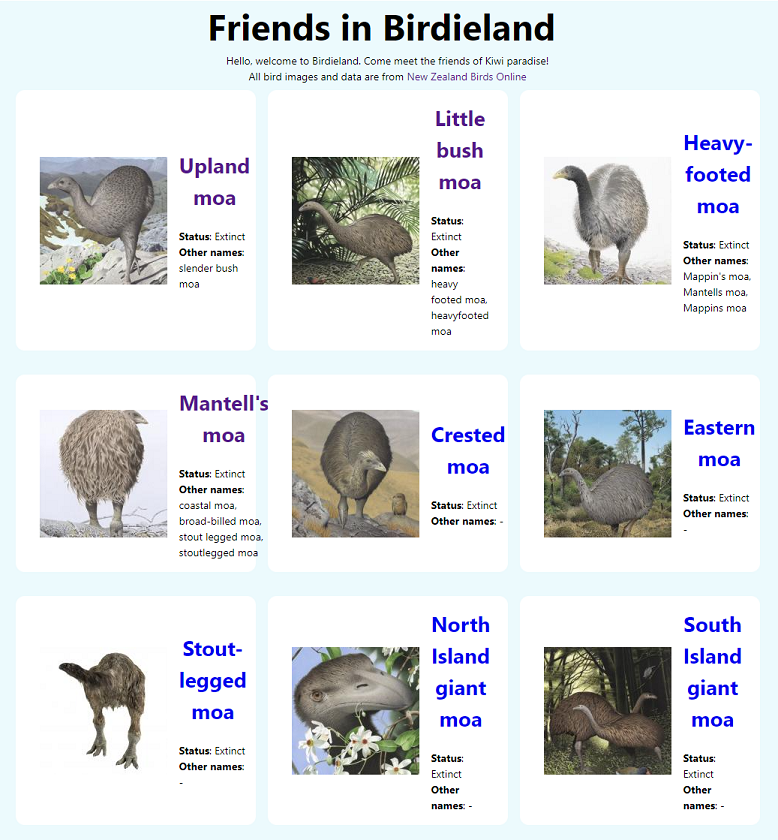 Friends in Birdieland
Hello, welcome to Birdieland. Come meet the friends of Kiwi paradise!
All bird images and data are from New Zealand Birds Online
Upland
moa
Status: Extinct
Other names:
slender bush
moa
Little
bush
moa
Status:
Extinct
Other
names:
heavy
footed moa,
heavyfooted
moa
Heavy-
footed
moa
Status: Extinct
Other names:
Mappin's moa,
Mantells moa,
Mappins moa
Mantell's
moa
Status: Extinct
Other names:
coastal moa,
broad-billed moa,
stout legged moa,
stoutlegged moa
Crested
moa
Status: Extinct
Other names: -
Eastern
moa
Status: Extinct
Other names:
-
Stout-
legged
moa
Status: Extinct
Other names:
-
North
Island
giant
moa
Status:
Extinct
Other
names: -
South
Island
giant
moa
Status:
Extinct
Other
names: -